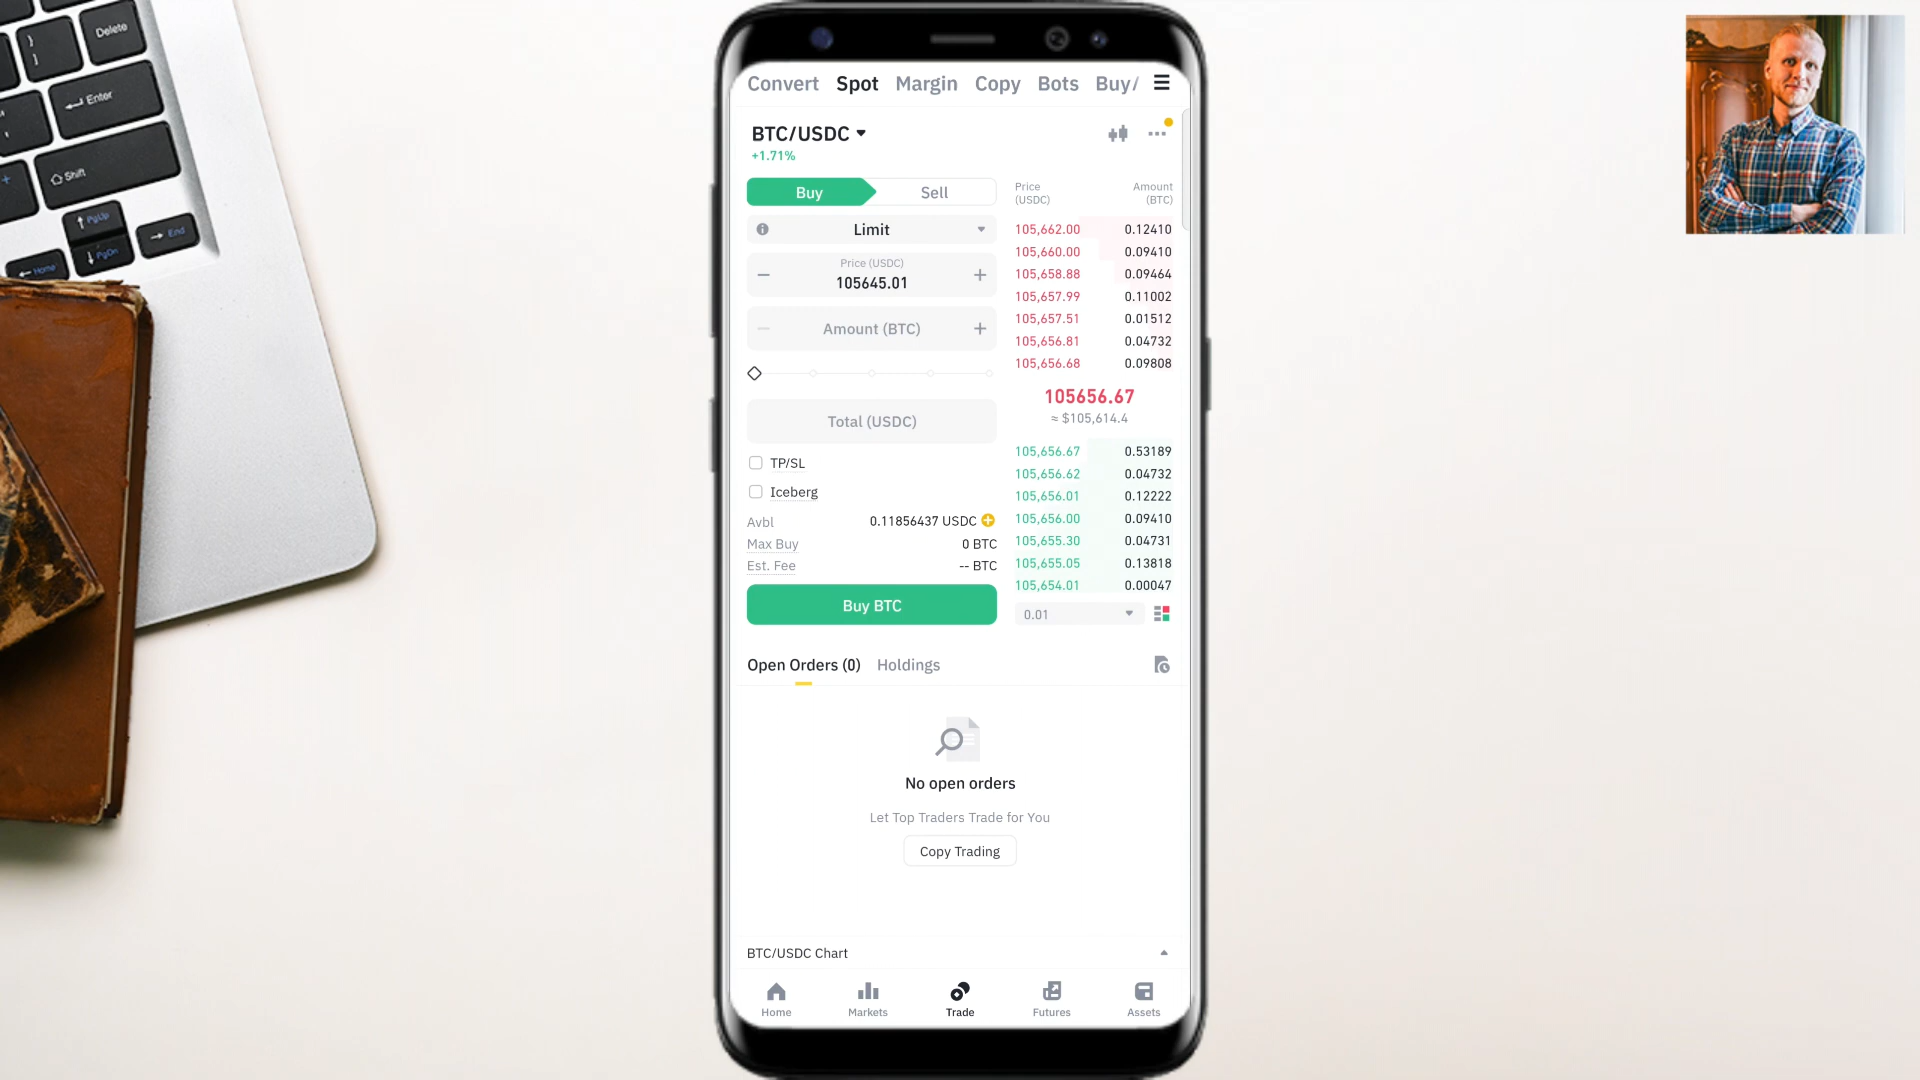 Delete
}
]
Enter
Shift
PgUp
PgDn
End
Home
Convert Spot Margin Copy Bots Buy/
BTC/USDC
+1.71%
Buy Sell
Limit
Price (USDC)
105645.01
Amount (BTC)
Total (USDC)
TP/SL
Iceberg
Avbl 0.11856437 USDC
Max Buy 0 BTC
Est. Fee -- BTC
Buy BTC
Price Amount
(USDC) (BTC)
105,662.00 0.12410
105,660.00 0.09410
105,658.88 0.09464
105,657.99 0.11002
105,657.51 0.01512
105,656.81 0.04732
105,656.68 0.09808
105656.67
≈ $105,614.4
105,656.67 0.53189
105,656.62 0.04732
105,656.01 0.12222
105,656.00 0.09410
105,655.30 0.04731
105,655.05 0.13818
105,654.01 0.00047
0.01
Open Orders (0) Holdings
No open orders
Let Top Traders Trade for You
Copy Trading
BTC/USDC Chart
Home Markets Trade Futures Assets